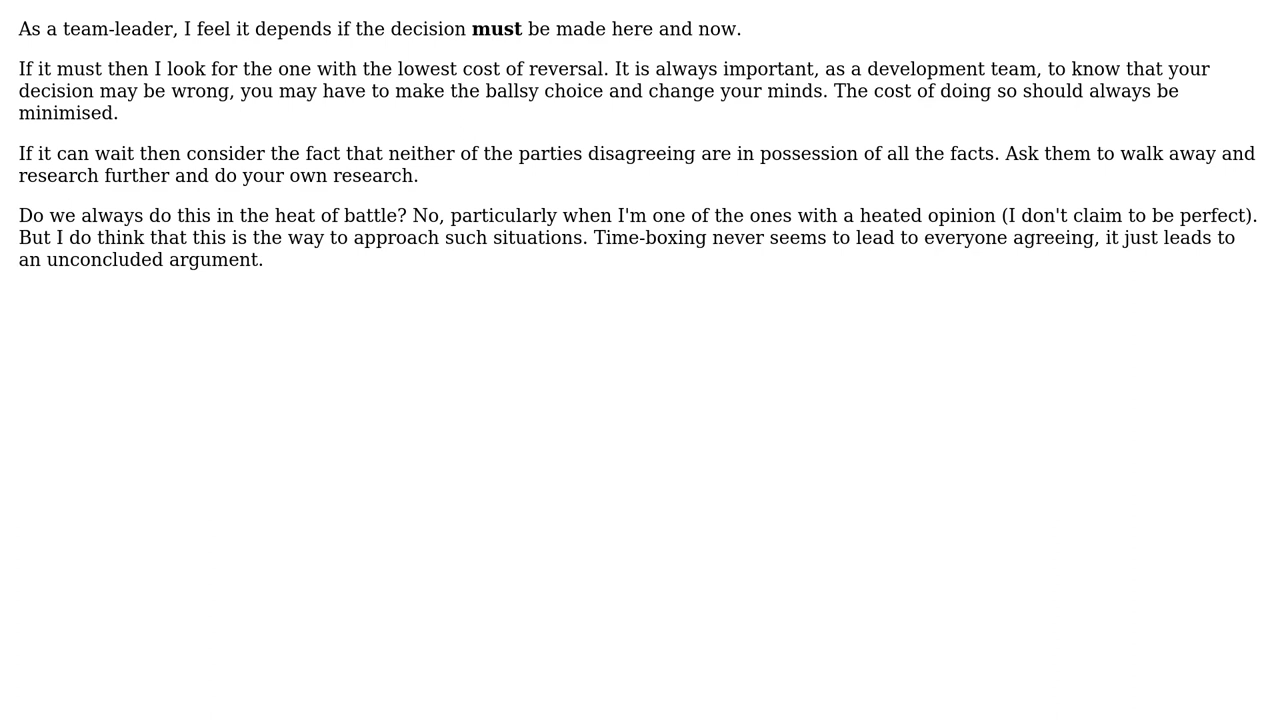 As a team-leader, I feel it depends if the decision must be made here and now.
If it must then I look for the one with the lowest cost of reversal. It is always important, as a development team, to know that your
decision may be wrong, you may have to make the ballsy choice and change your minds. The cost of doing so should always be
minimised.
If it can wait then consider the fact that neither of the parties disagreeing are in possession of all the facts. Ask them to walk away and
research further and do your own research.
Do we always do this in the heat of battle? No, particularly when I'm one of the ones with a heated opinion (I don't claim to be perfect).
But I do think that this is the way to approach such situations. Time-boxing never seems to lead to everyone agreeing, it just leads to
an unconcluded argument.